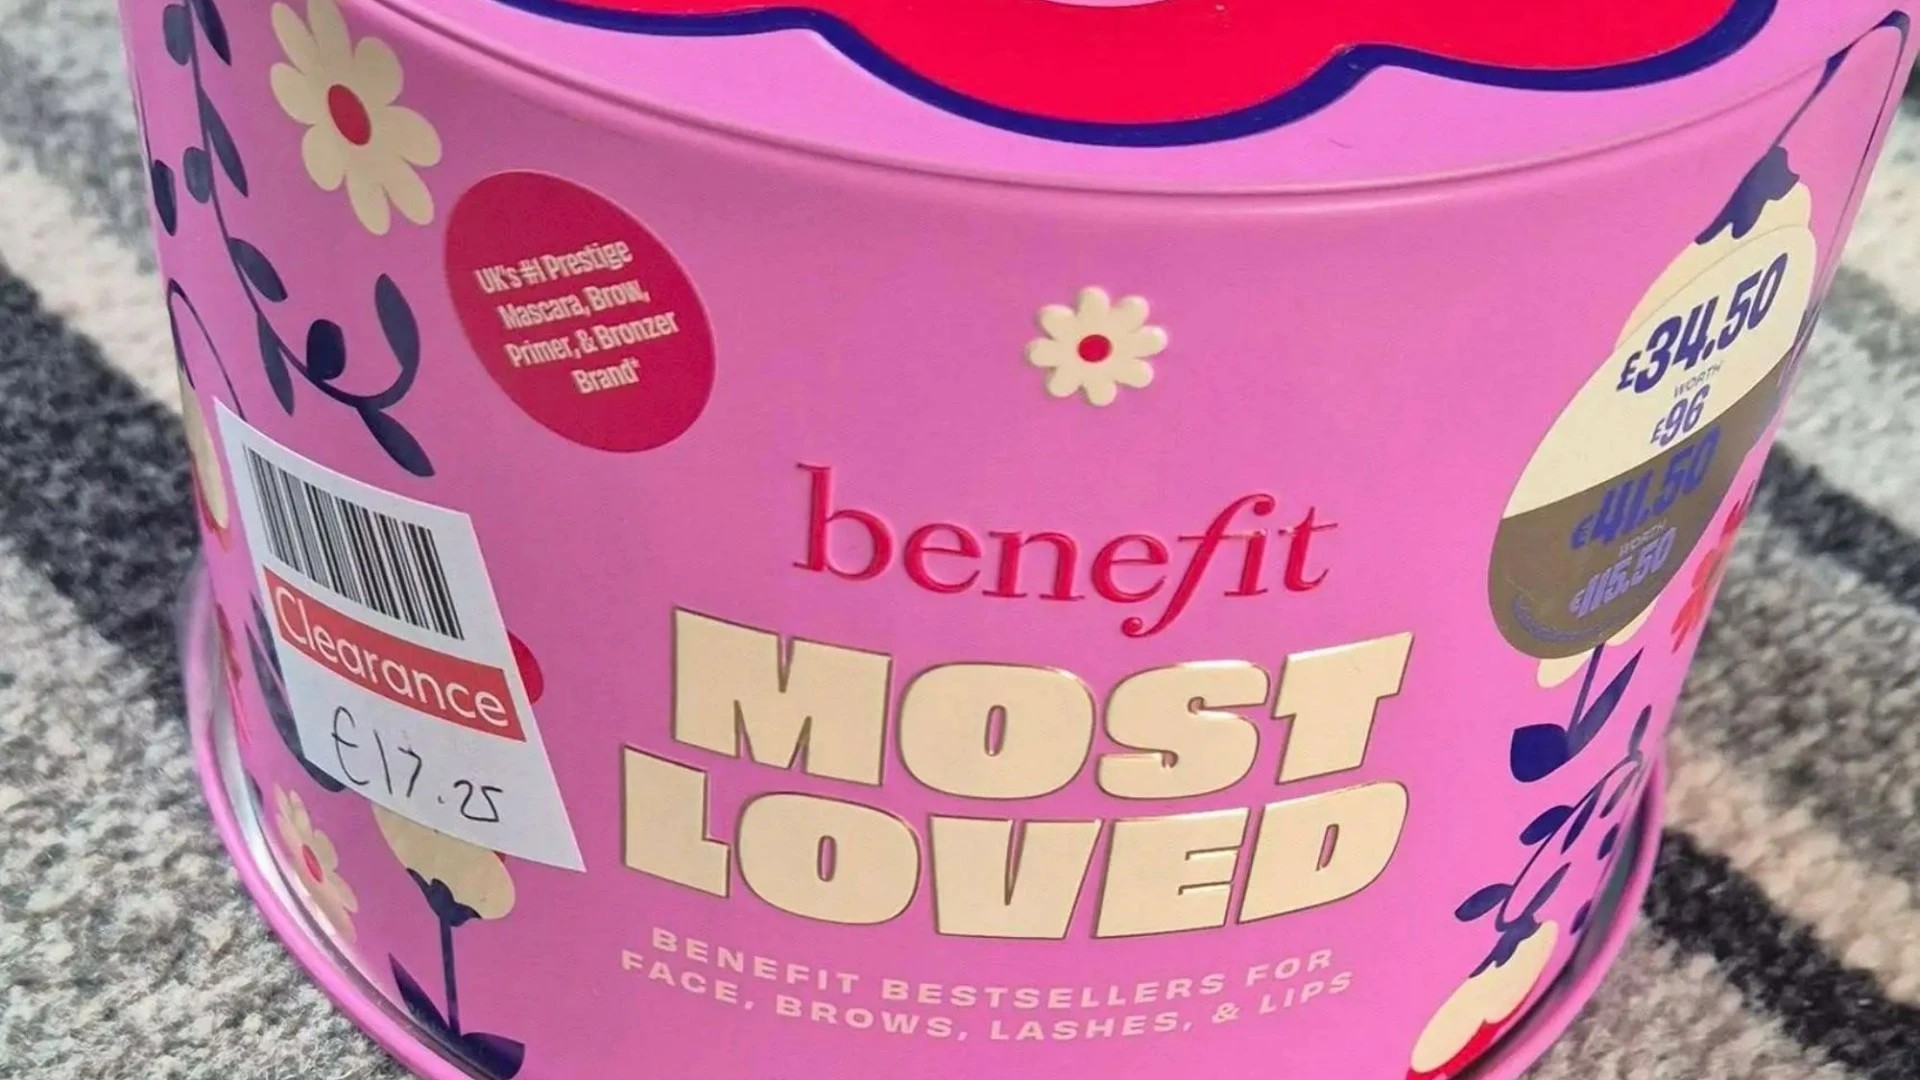 UK's #1 Prestige
Mascara, Brow,
Primer, & Bronzer
Brand*
£34.50
WORTH
£96
€41.50
WORTH
€115.50
benefit
MOST
LOVED
BENEFIT BESTSELLERS FOR
FACE, BROWS, LASHES, & LIPS
Clearance
£17.25